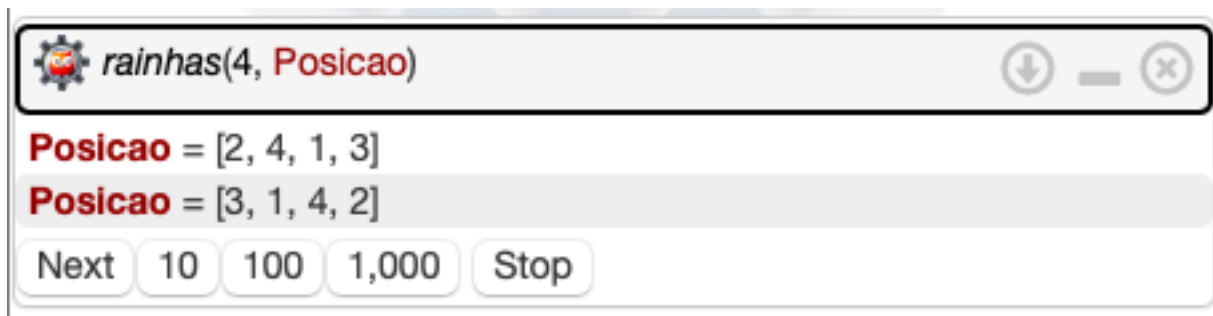 rainhas(4, Posicao)
Posicao = [2, 4, 1, 3]
Posicao = [3, 1, 4, 2]
Next 10 100 1,000 Stop